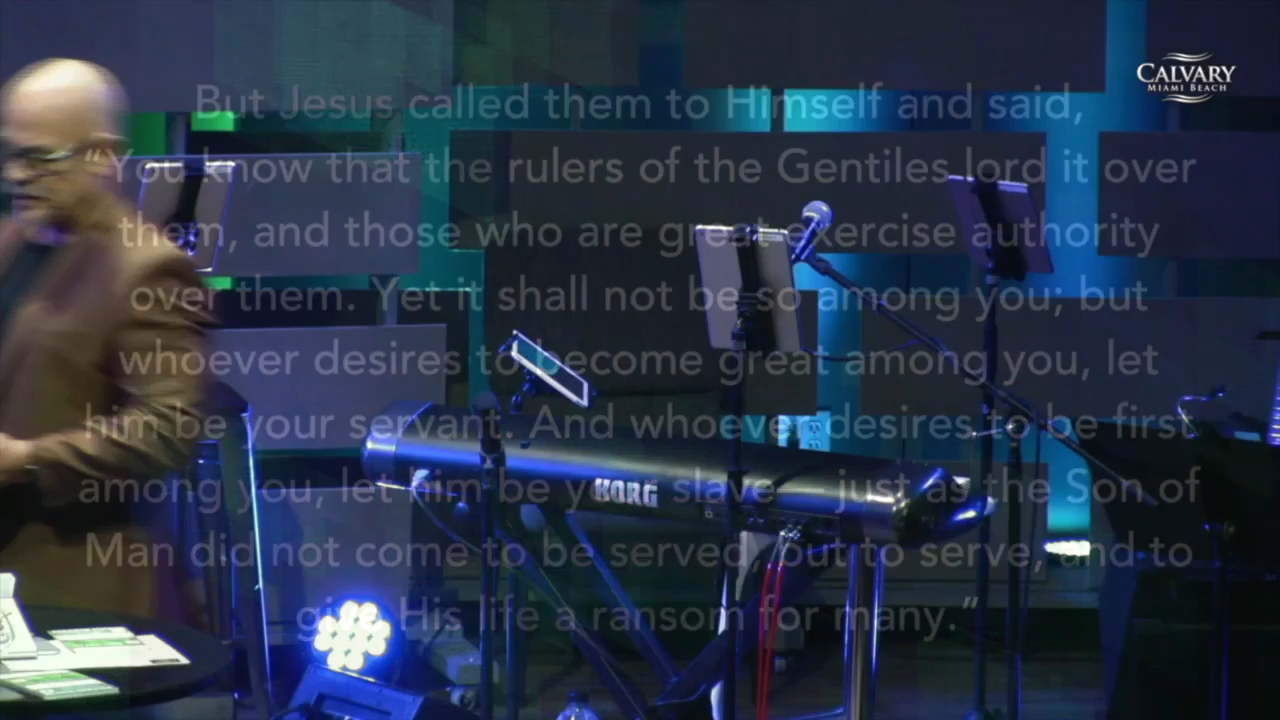 CALVARY
MIAMI BEACH
But Jesus called them to Himself and said,
“You know that the rulers of the Gentiles lord it over
them, and those who are great exercise authority
over them. Yet it shall not be so among you; but
whoever desires to become great among you, let
him be your servant. And whoever desires to be first
among you, let him be your slave— just as the Son of
Man did not come to be served, but to serve, and to
give His life a ransom for many.”
KORG